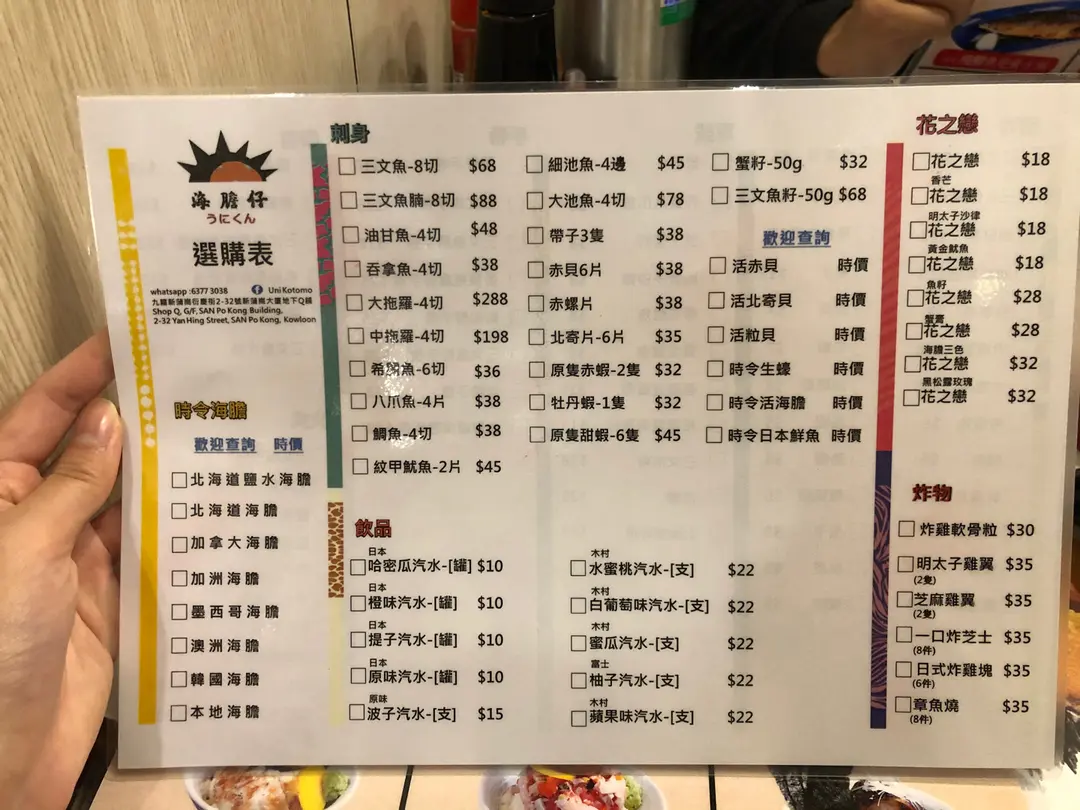 海膽仔
うにくん
選購表
whatsapp :6377 3038
Uni Kotomo
九龍新蒲崗衍慶街2-32號新蒲崗大廈地下Q鋪
Shop Q, G/F, SAN Po Kong Building,
2-32 Yan Hing Street, SAN Po Kong, Kowloon
時令海膽
歡迎查詢 時價
北海道鹽水海膽
北海道海膽
加拿大海膽
加洲海膽
墨西哥海膽
澳洲海膽
韓國海膽
本地海膽
刺身
三文魚-8切 $68
三文魚腩-8切 $88
油甘魚-4切 $48
吞拿魚-4切 $38
大拖羅-4切 $288
中拖羅-4切 $198
希鯪魚-6切 $36
八爪魚-4片 $38
鯛魚-4切 $38
紋甲魷魚-2片 $45
細池魚-4邊 $45
大池魚-4切 $78
帶子3隻 $38
赤貝6片 $38
赤螺片 $38
北寄片-6片 $35
原隻赤蝦-2隻 $32
牡丹蝦-1隻 $32
原隻甜蝦-6隻 $45
蟹籽-50g $32
三文魚籽-50g $68
歡迎查詢
活赤貝 時價
活北寄貝 時價
活粒貝 時價
時令生蠔 時價
時令活海膽 時價
時令日本鮮魚 時價
飲品
日本
哈密瓜汽水-[罐] $10
日本
橙味汽水-[罐] $10
日本
提子汽水-[罐] $10
日本
原味汽水-[罐] $10
原味
波子汽水-[支] $15
木村
水蜜桃汽水-[支] $22
木村
白葡萄味汽水-[支] $22
木村
蜜瓜汽水-[支] $22
富士
柚子汽水-[支] $22
木村
蘋果味汽水-[支] $22
花之戀
花之戀 $18
香芒
花之戀 $18
明太子沙律
花之戀 $18
黃金魷魚
花之戀 $18
魚籽
花之戀 $28
蟹膏
花之戀 $28
海膽三色
花之戀 $32
黑松露玫瑰
花之戀 $32
炸物
炸雞軟骨粒 $30
明太子雞翼 $35
(2隻)
芝麻雞翼 $35
(2隻)
一口炸芝士 $35
(8件)
日式炸雞塊 $35
(6件)
章魚燒 $35
(8件)